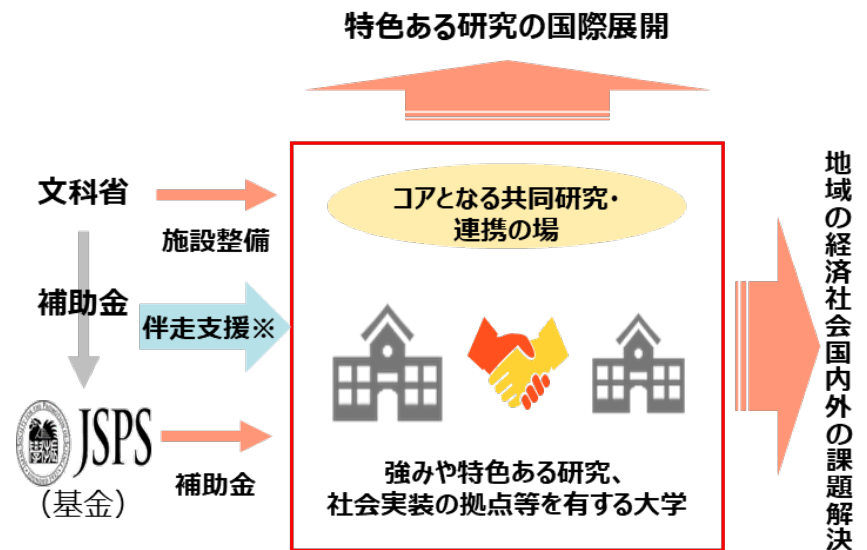 特色ある研究の国際展開
文科省
施設整備
コアとなる共同研究・
連携の場
補助金
伴走支援※
JSPS
(基金)
補助金
強みや特色ある研究、
社会実装の拠点等を有する大学
地域の経済社会国内外の課題解決